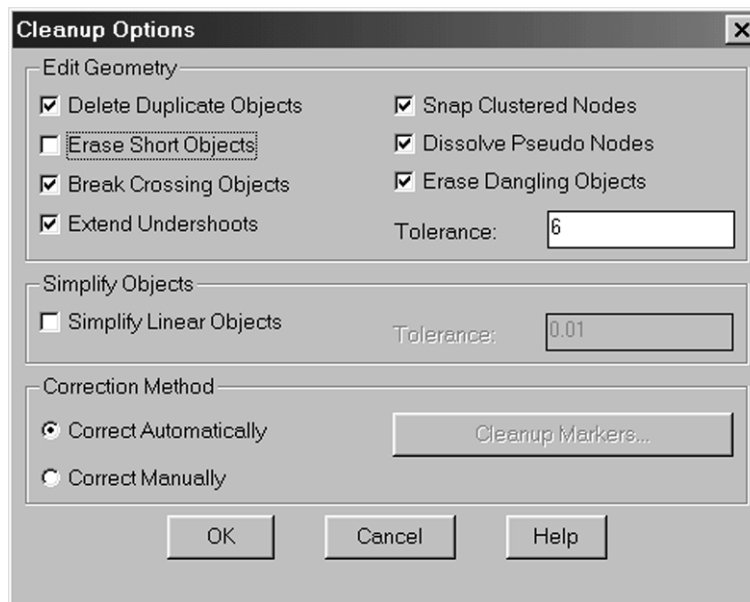 Cleanup Options
Edit Geometry
Delete Duplicate Objects
Snap Clustered Nodes
Erase Short Objects
Dissolve Pseudo Nodes
Break Crossing Objects
Erase Dangling Objects
Extend Undershoots
Tolerance: 6
Simplify Objects
Simplify Linear Objects
Tolerance: 0.01
Correction Method
Correct Automatically
Cleanup Markers...
Correct Manually
OK Cancel Help